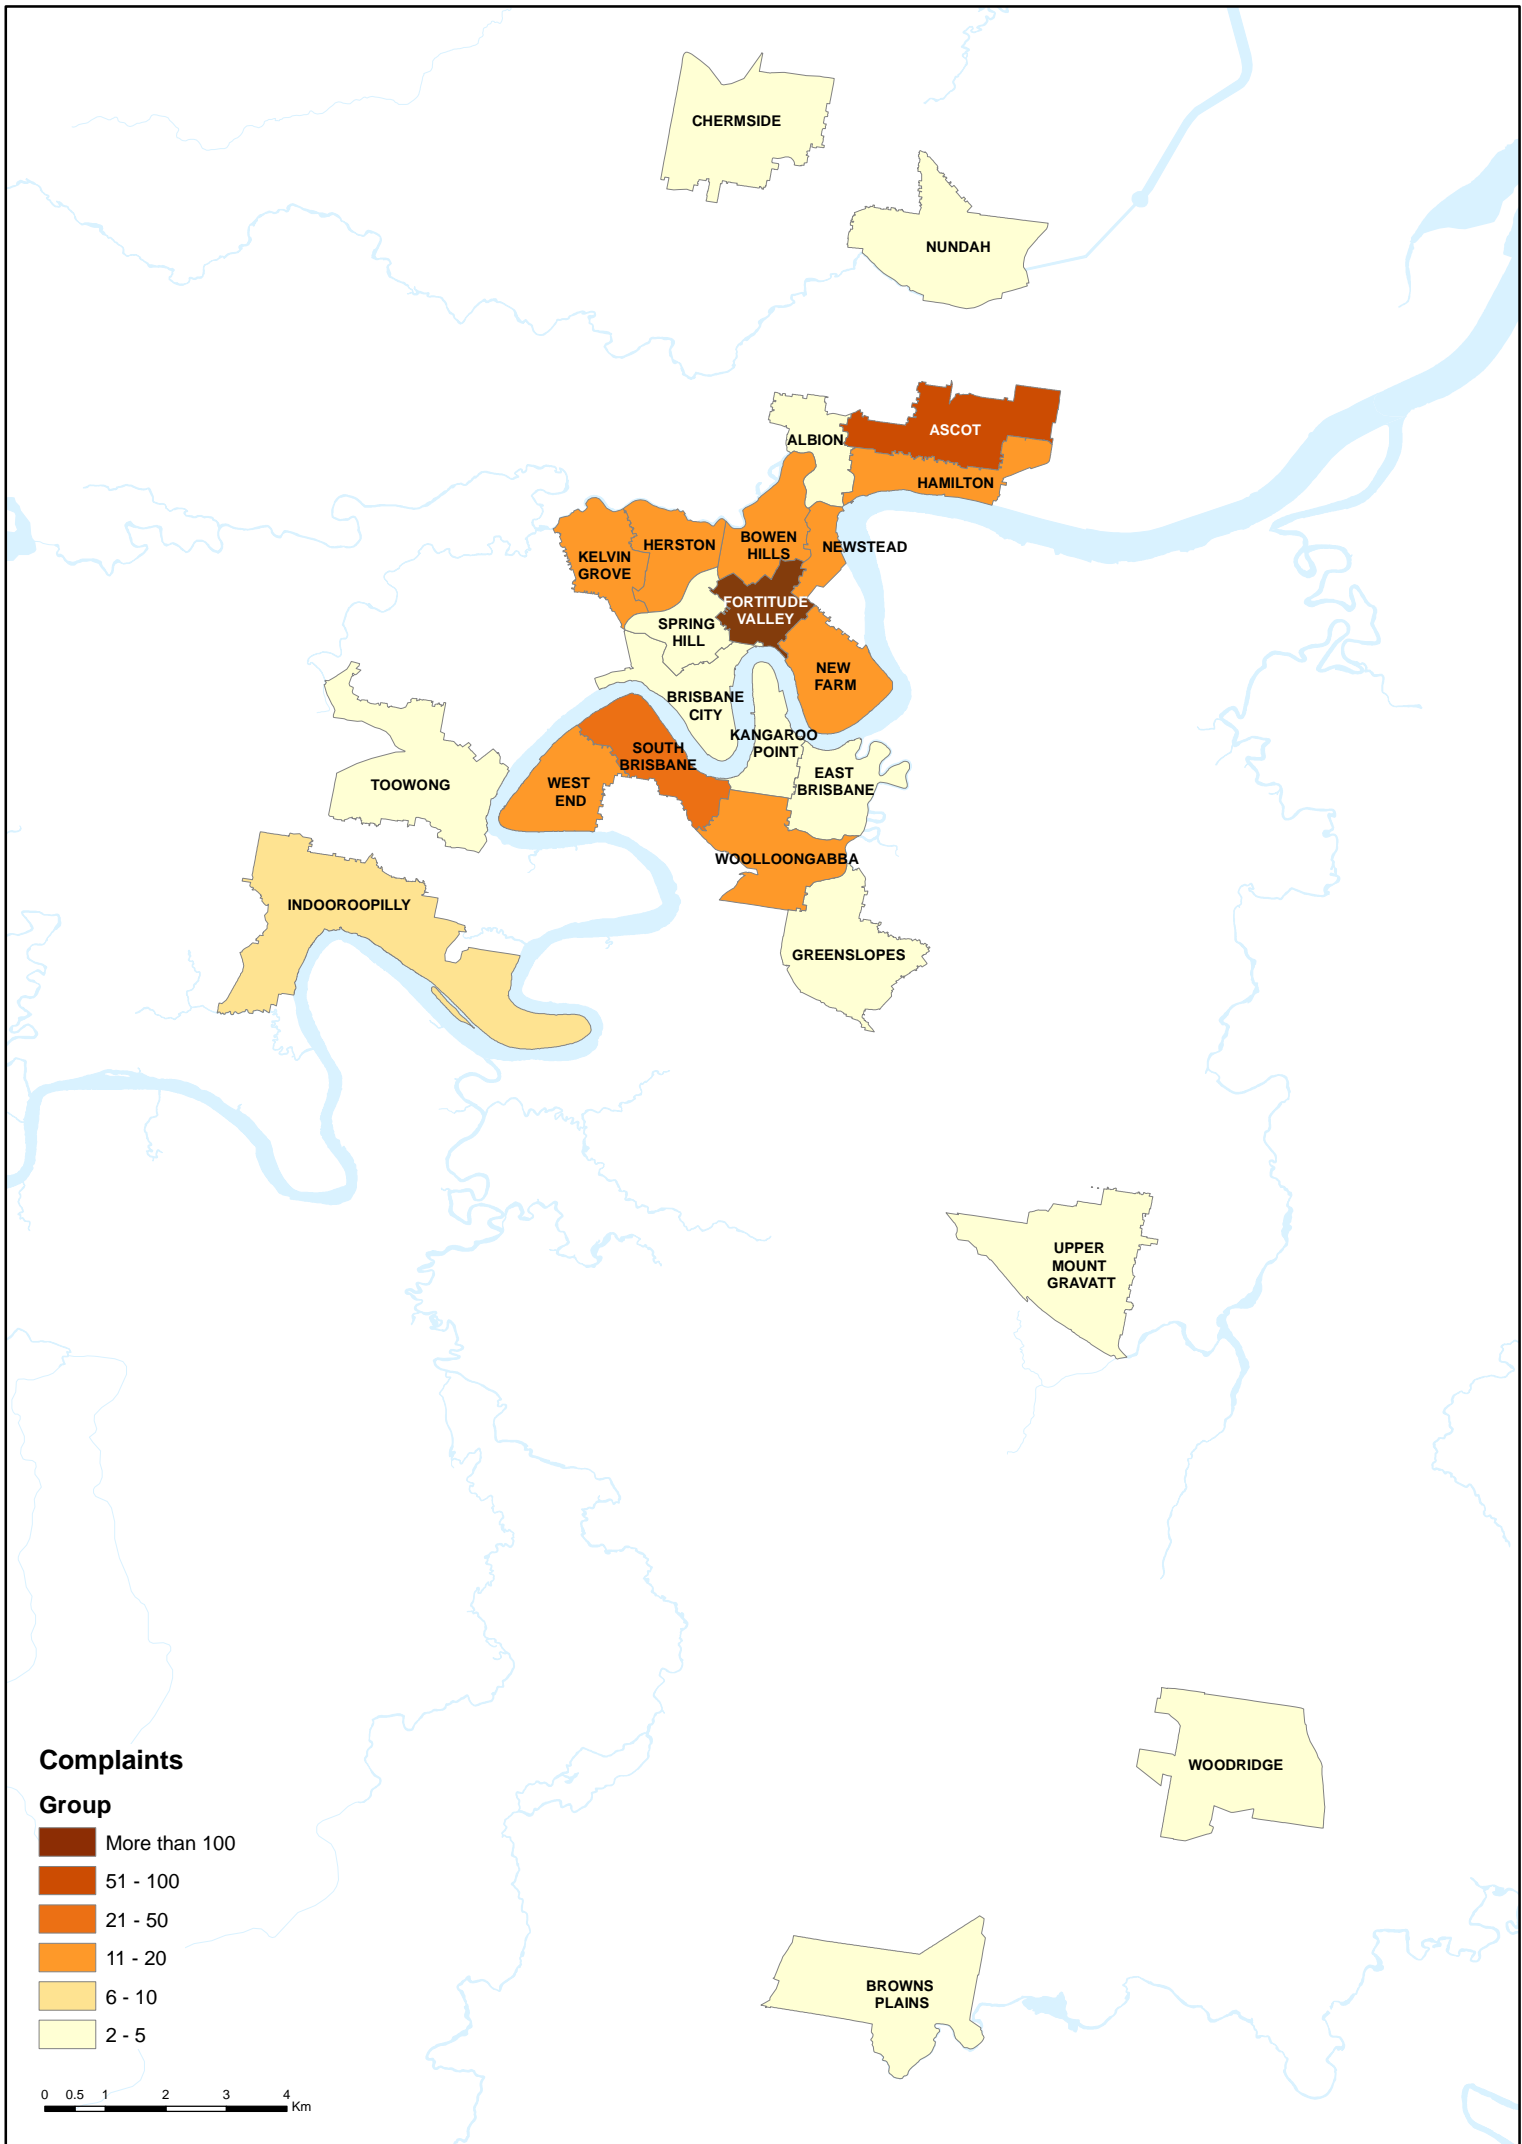 CHERMSIDE
NUNDAH
ASCOT
ALBION
HAMILTON
BOWEN
HILLS
HERSTON
NEWSTEAD
KELVIN
GROVE
FORTITUDE
VALLEY
SPRING
HILL
NEW
FARM
BRISBANE
CITY
KANGAROO
POINT
SOUTH
BRISBANE
EAST
BRISBANE
WEST
END
TOOWONG
WOOLLOONGABBA
INDOOROOPILLY
GREENSLOPES
UPPER
MOUNT
GRAVATT
WOODRIDGE
BROWNS
PLAINS
Complaints
Group
More than 100
51 - 100
21 - 50
11 - 20
6 - 10
2 - 5
0 0.5 1 2 3 4
Km